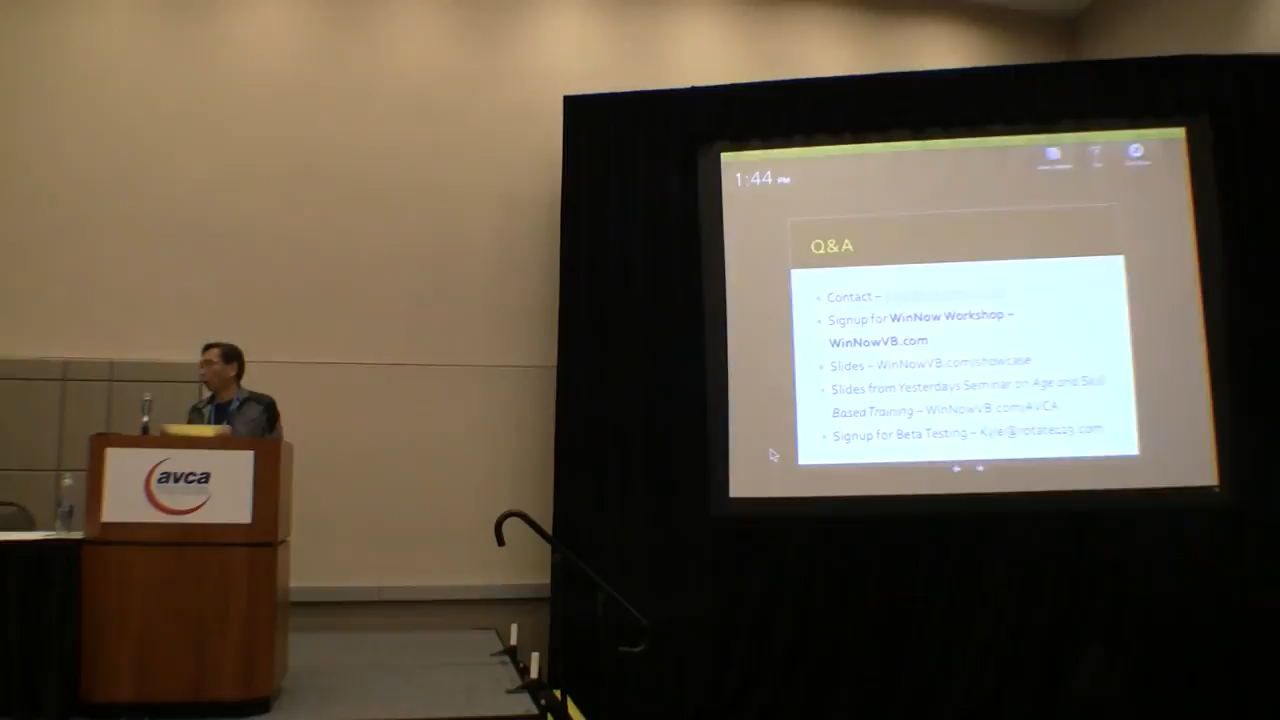 1:44 PM
Q&A
Contact –
Signup for WinNow Workshop –
WinNowVB.com
Slides – WinNowVB.com/showcase
Slides from Yesterdays Seminar on Age and Skill
Based Training – WinNowVB.com/AVCA
Signup for Beta Testing – Kyle@rotate123.com
avca